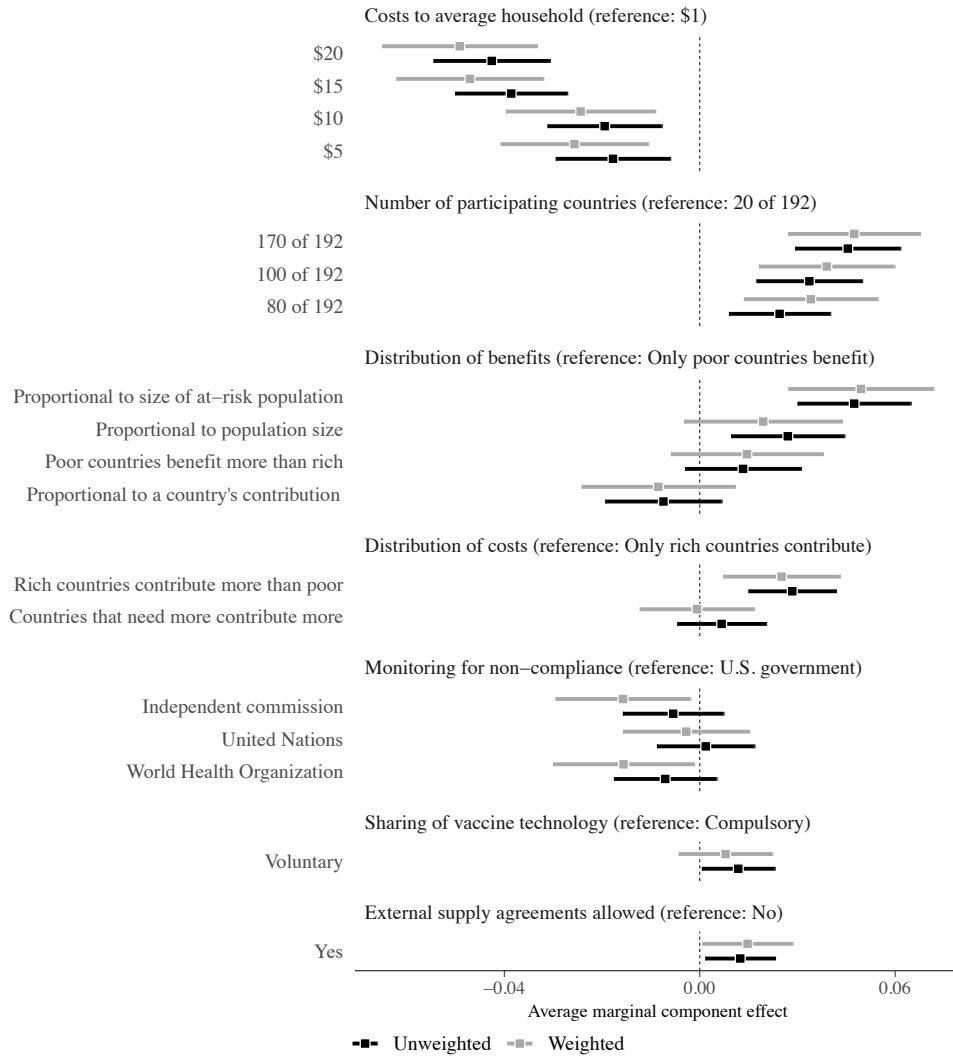 Costs to average household (reference: $1)
$20
$15
$10
$5
Number of participating countries (reference: 20 of 192)
170 of 192
100 of 192
80 of 192
Distribution of benefits (reference: Only poor countries benefit)
Proportional to size of at−risk population
Proportional to population size
Poor countries benefit more than rich
Proportional to a country's contribution
Distribution of costs (reference: Only rich countries contribute)
Rich countries contribute more than poor
Countries that need more contribute more
Monitoring for non−compliance (reference: U.S. government)
Independent commission
United Nations
World Health Organization
Sharing of vaccine technology (reference: Compulsory)
Voluntary
External supply agreements allowed (reference: No)
Yes
−0.04 0.00 0.06
Average marginal component effect
Unweighted Weighted